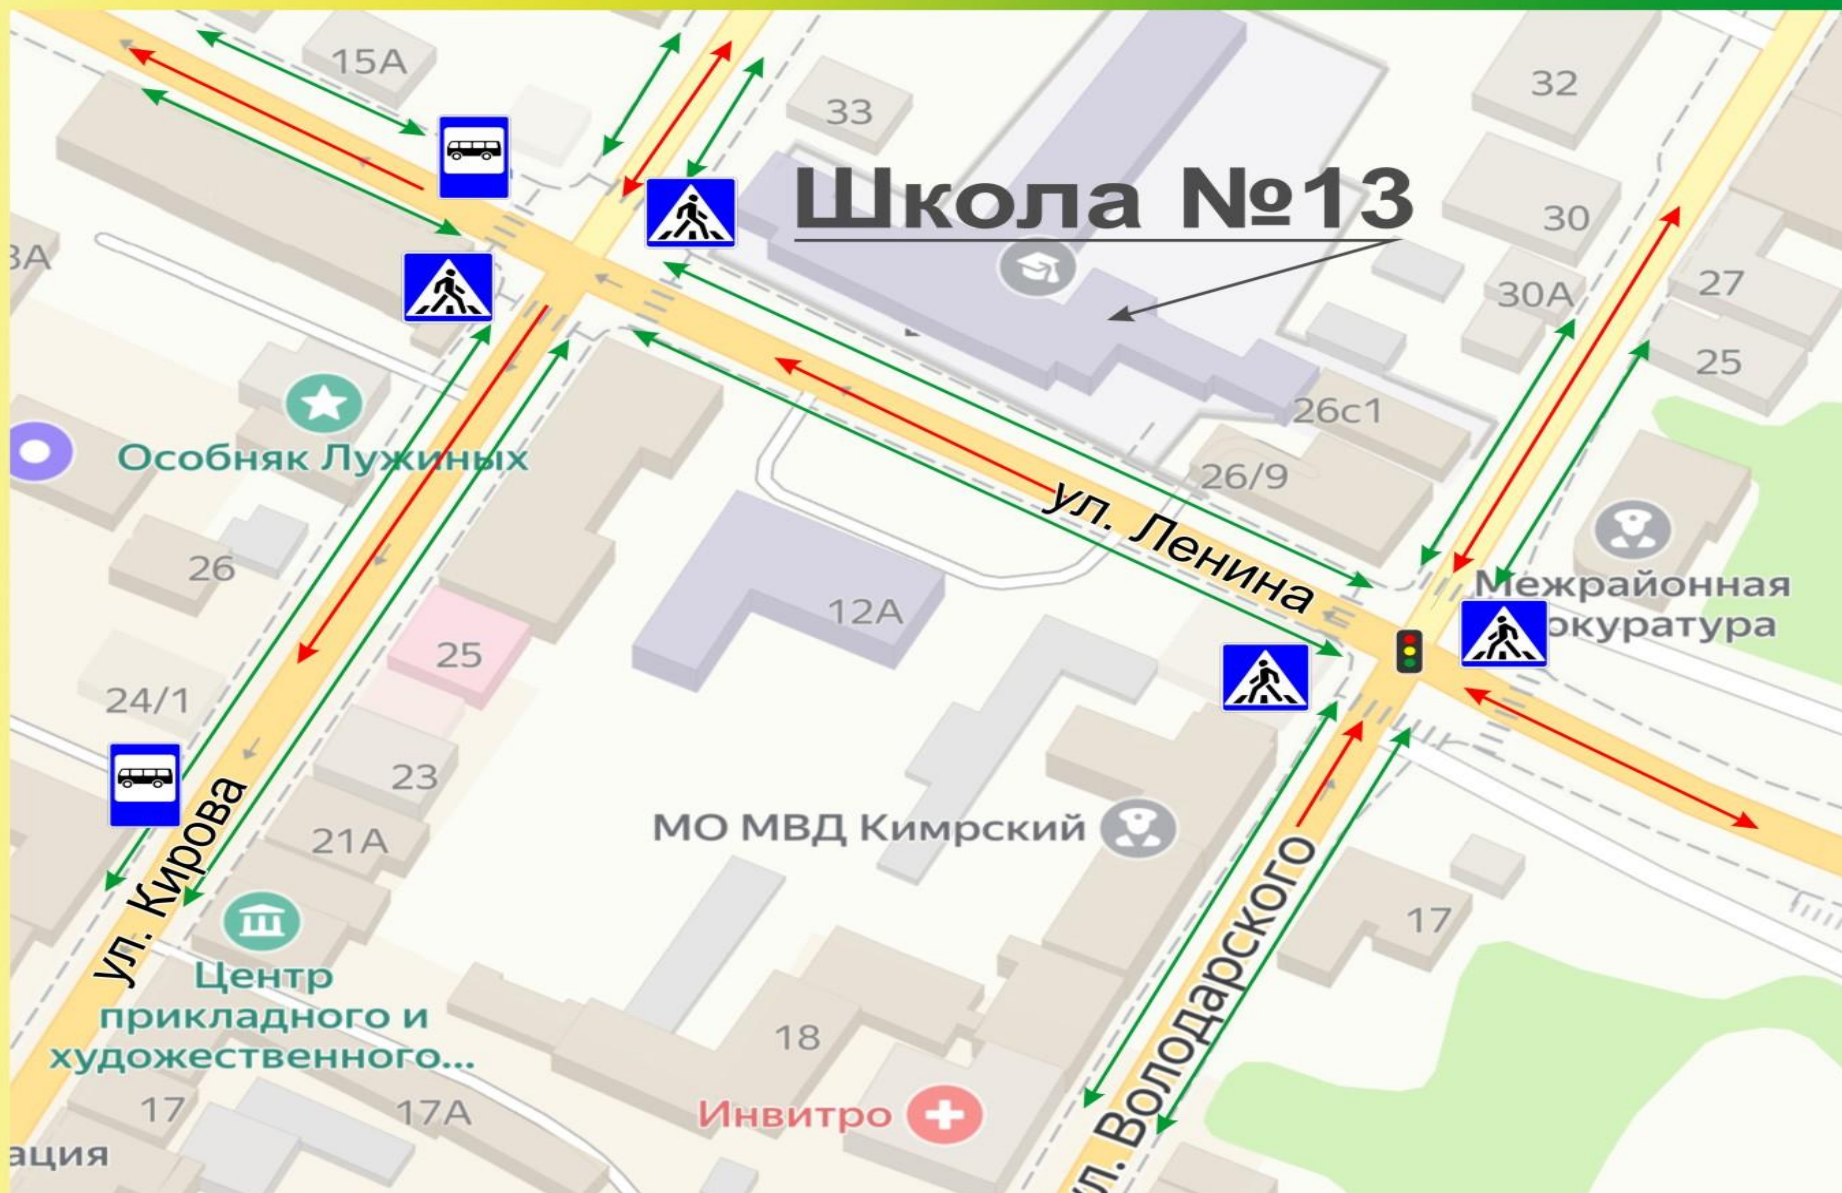 15А
33
32
Школа №13
30
3А
30А
27
25
26с1
Особняк Лужиных
26/9
ул. Ленина
26
12А
Межрайонная
прокуратура
25
24/1
23
ул. Кирова
21А
МО МВД Кимрский
17
ул. Володарского
Центр
прикладного и
художественного...
18
17
17А
Инвитро
ация